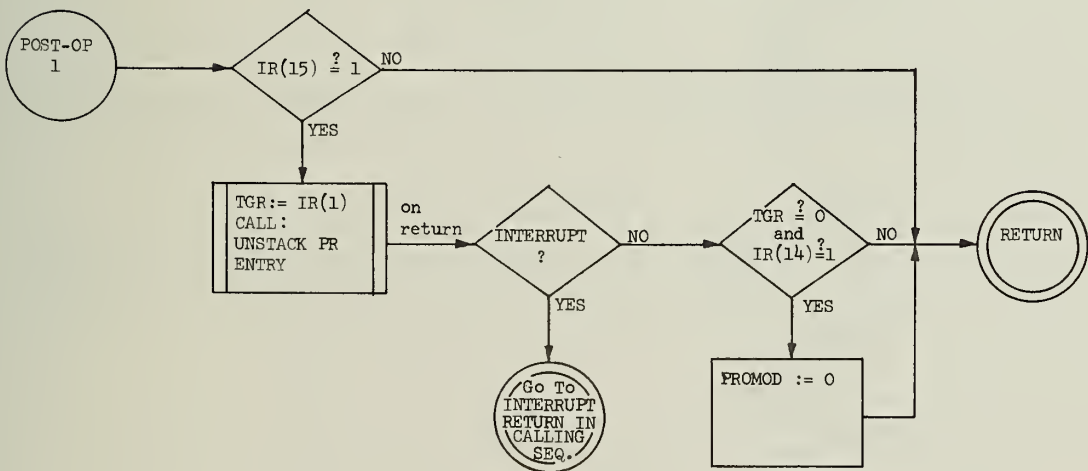 POST-OP
1
IR(15) ≟ 1
NO
YES
TGR:= IR(1)
CALL:
UNSTACK PR
ENTRY
on
return
INTERRUPT
?
NO
YES
Go To
INTERRUPT
RETURN IN
CALLING
SEQ.
TGR ≟ 0
and
IR(14)≟1
NO
YES
PROMOD := 0
RETURN